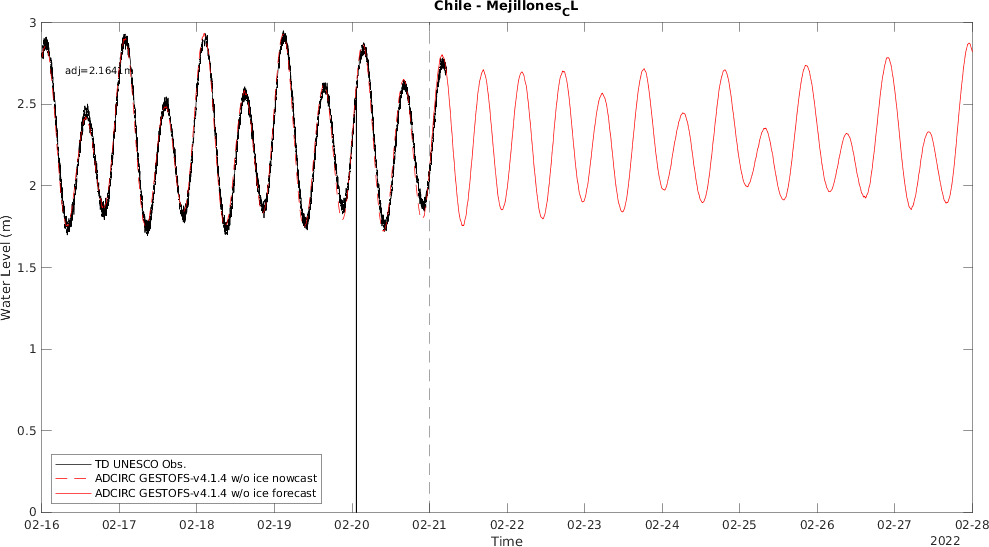 Chile - Mejillones_CL
3
adj=2.1641m
2.5
2
1.5
1
0.5
0
Water Level (m)
TD UNESCO Obs.
ADCIRC GESTOFS-v4.1.4 w/o ice nowcast
ADCIRC GESTOFS-v4.1.4 w/o ice forecast
02-16 02-17 02-18 02-19 02-20 02-21 02-22 02-23 02-24 02-25 02-26 02-27 02-28
Time
2022